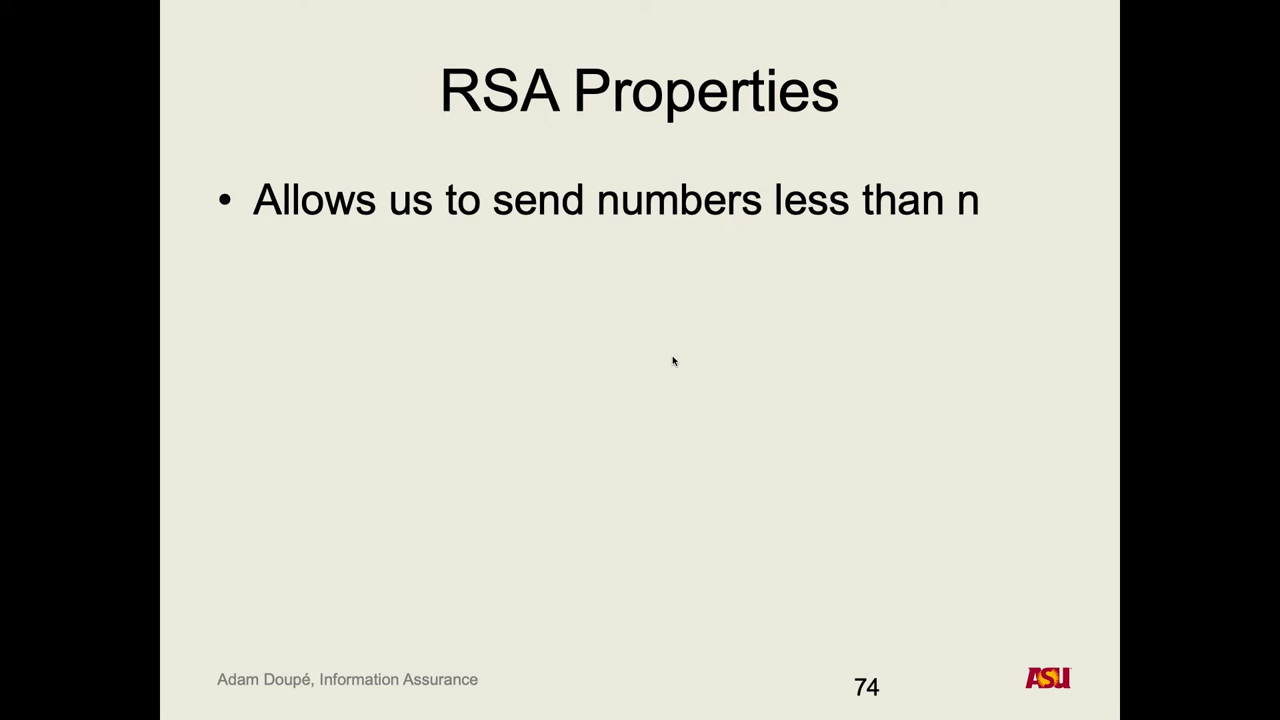 RSA Properties
• Allows us to send numbers less than n
Adam Doupé, Information Assurance
74
ASU